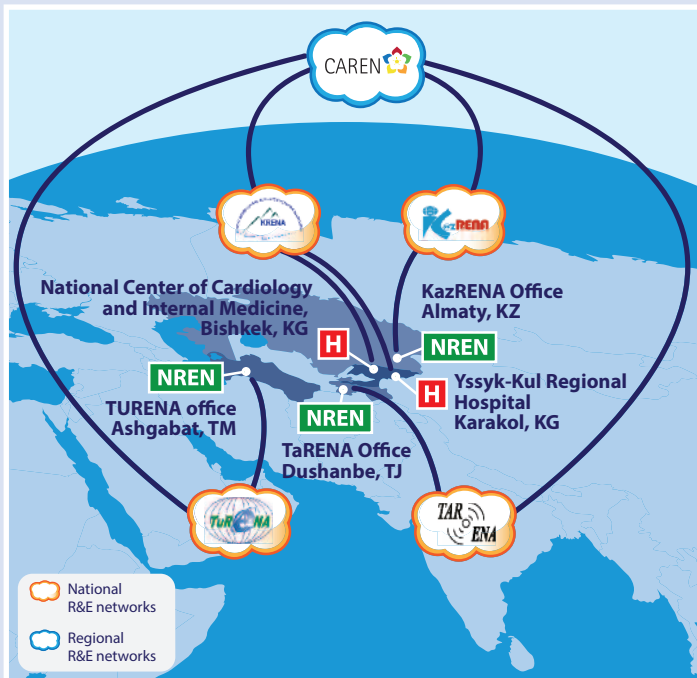 CAREN
KRENA
KazRENA
National Center of Cardiology
and Internal Medicine,
Bishkek, KG
KazRENA Office
Almaty, KZ
H
NREN
NREN
H
Yssyk-Kul Regional
Hospital
Karakol, KG
TURENA office
Ashgabat, TM
NREN
TaRENA Office
Dushanbe, TJ
TuRENA
TAR
ENA
National
R&E networks
Regional
R&E networks